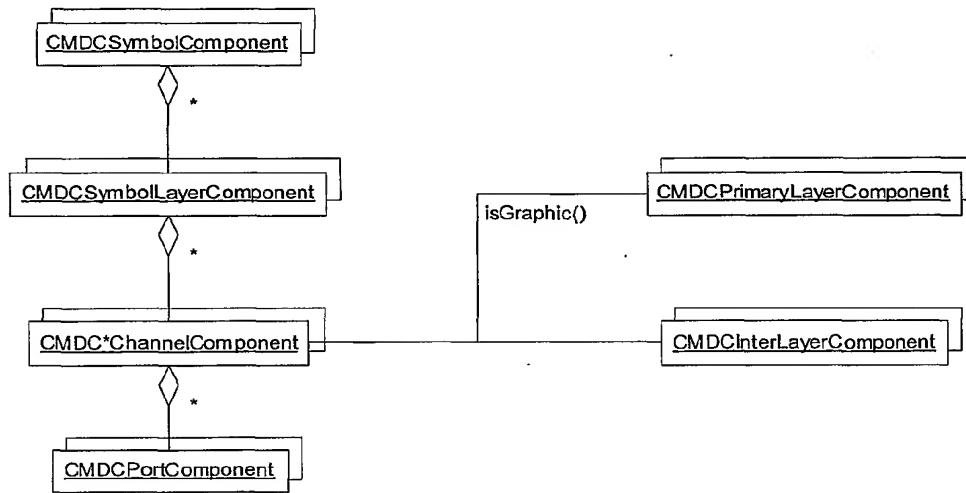 CMDCSymbolComponent
*
CMDCSymbolLayerComponent
CMDCPrimaryLayerComponent
isGraphic()
*
CMDC*ChannelComponent
CMDCInterLayerComponent
*
CMDCPortComponent